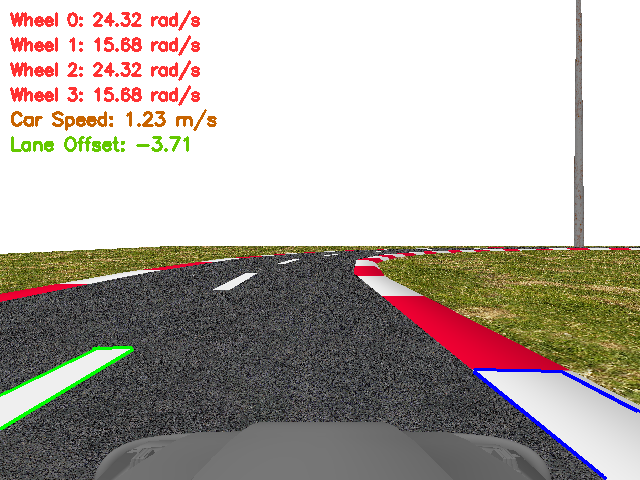 Wheel 0: 24.32 rad/s
Wheel 1: 15.68 rad/s
Wheel 2: 24.32 rad/s
Wheel 3: 15.68 rad/s
Car Speed: 1.23 m/s
Lane Offset: -3.71